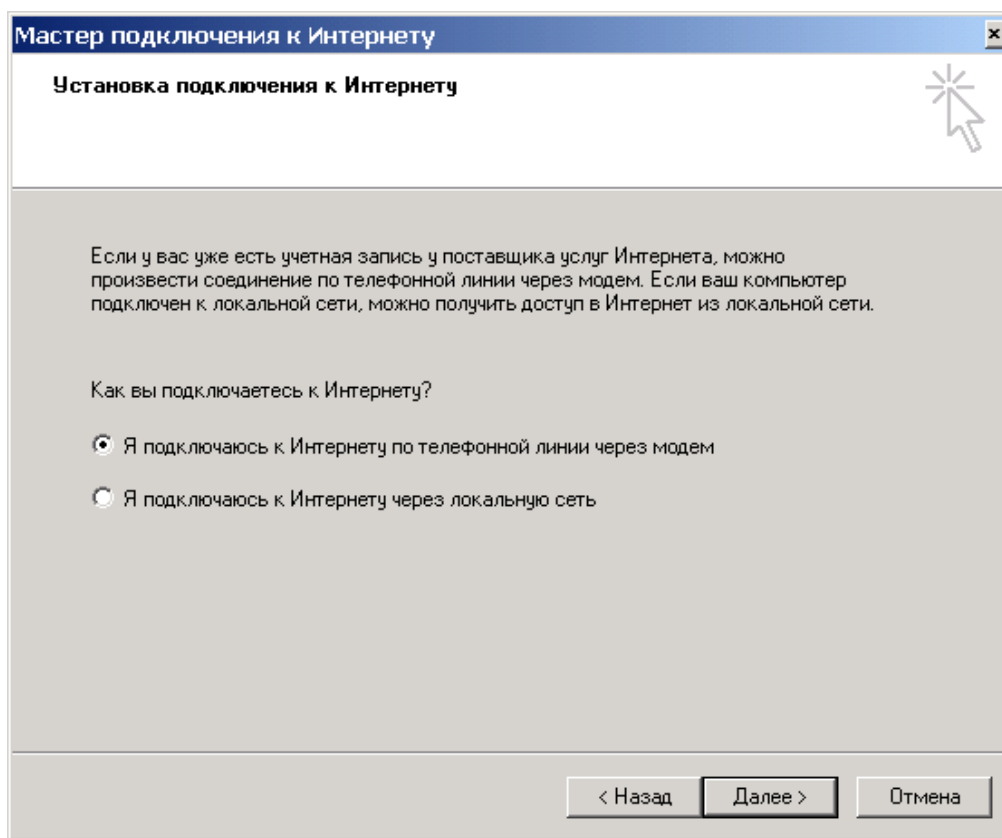 Мастер подключения к Интернету
Установка подключения к Интернету
Если у вас уже есть учетная запись у поставщика услуг Интернета, можно
произвести соединение по телефонной линии через модем. Если ваш компьютер
подключен к локальной сети, можно получить доступ в Интернет из локальной сети.
Как вы подключаетесь к Интернету?
Я подключаюсь к Интернету по телефонной линии через модем
Я подключаюсь к Интернету через локальную сеть
< Назад Далее > Отмена